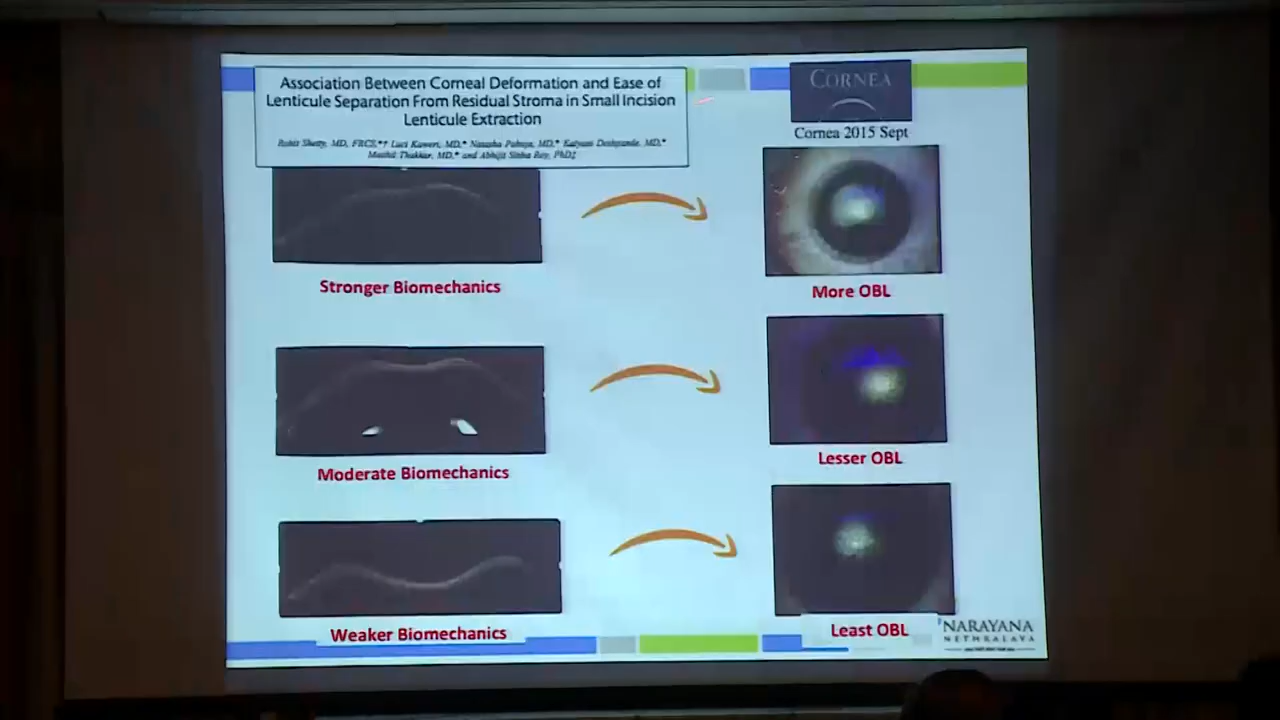 Association Between Corneal Deformation and Ease of
Lenticule Separation From Residual Stroma in Small Incision
Lenticule Extraction
Rohit Shetty, MD, FRCS,*† Luci Kaweri, MD,* Natasha Pahuja, MD,* Kalyani Deshpande, MD,*
Maithil Thakkar, MD,* and Abhijit Sinha Roy, PhD‡
CORNEA
Cornea 2015 Sept
Stronger Biomechanics
More OBL
Moderate Biomechanics
Lesser OBL
Weaker Biomechanics
Least OBL
NARAYANA
NETHRALAYA